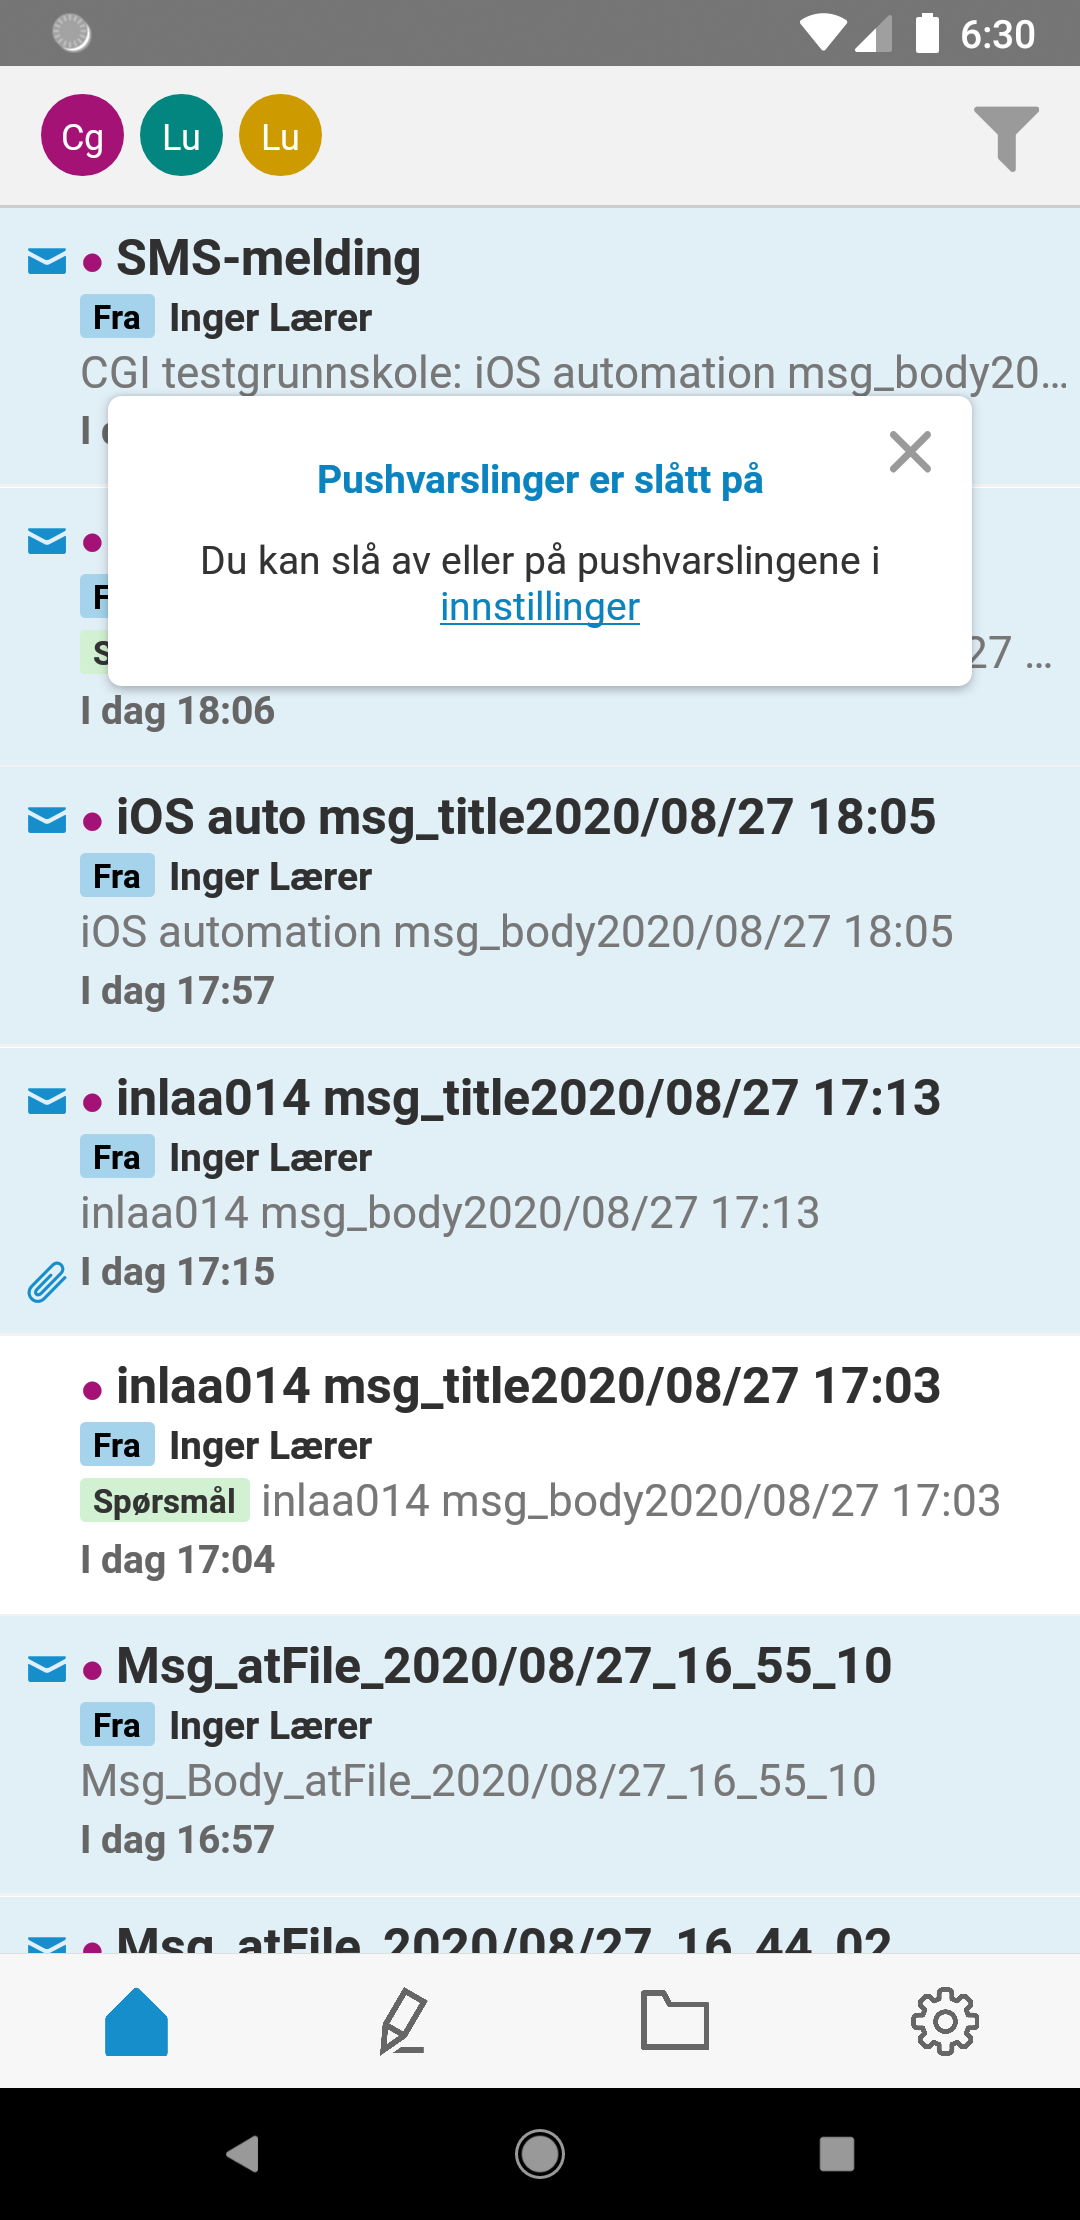 6:30
Cg Lu Lu
SMS-melding
Fra Inger Lærer
CGI testgrunnskole: iOS automation msg_body20...
I
Pushvarslinger er slått på
Du kan slå av eller på pushvarslingene i
innstillinger
27 ...
I dag 18:06
iOS auto msg_title2020/08/27 18:05
Fra Inger Lærer
iOS automation msg_body2020/08/27 18:05
I dag 17:57
inlaa014 msg_title2020/08/27 17:13
Fra Inger Lærer
inlaa014 msg_body2020/08/27 17:13
I dag 17:15
inlaa014 msg_title2020/08/27 17:03
Fra Inger Lærer
Spørsmål inlaa014 msg_body2020/08/27 17:03
I dag 17:04
Msg_atFile_2020/08/27_16_55_10
Fra Inger Lærer
Msg_Body_atFile_2020/08/27_16_55_10
I dag 16:57
Msg_atFile_2020/08/27_16_44_02